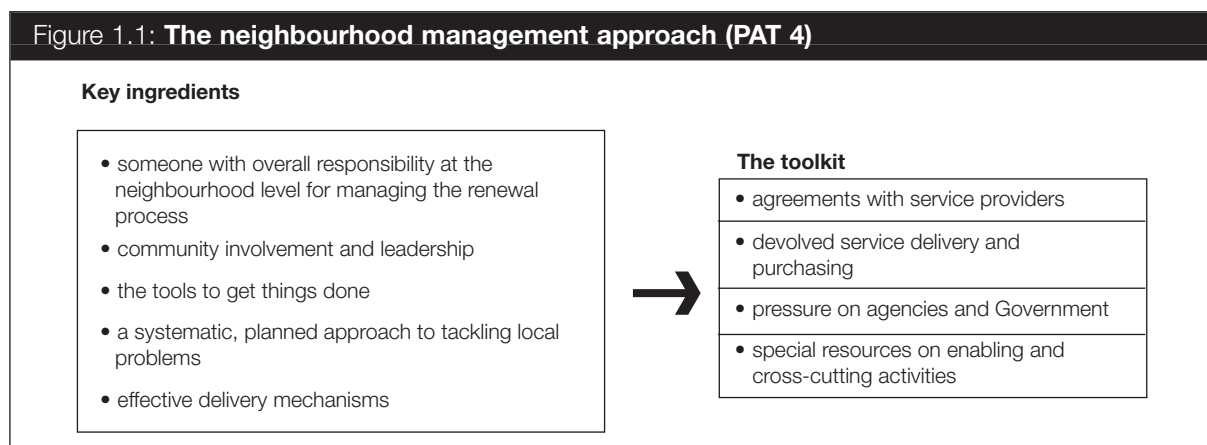 Figure 1.1: The neighbourhood management approach (PAT 4)
Key ingredients
• someone with overall responsibility at the
neighbourhood level for managing the renewal
process
• community involvement and leadership
• the tools to get things done
• a systematic, planned approach to tackling local
problems
• effective delivery mechanisms
The toolkit
• agreements with service providers
• devolved service delivery and
purchasing
• pressure on agencies and Government
• special resources on enabling and
cross-cutting activities